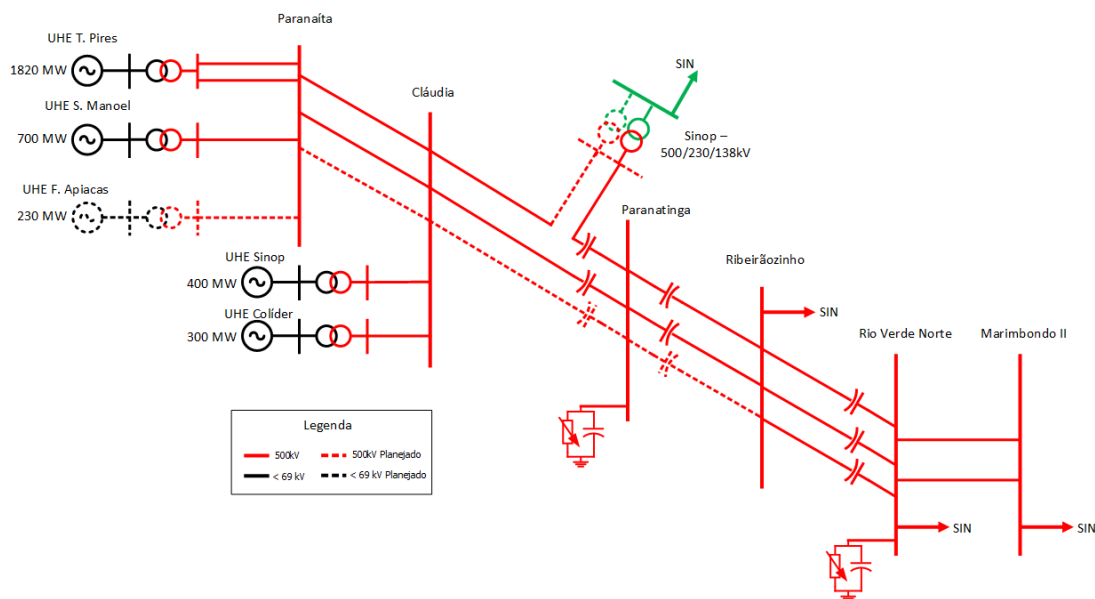 Paranaíta
UHE T. Pires
1820 MW
UHE S. Manoel
700 MW
UHE F. Apiacas
230 MW
UHE Sinop
400 MW
UHE Colíder
300 MW
Cláudia
SIN
Sinop –
500/230/138kV
Paranatinga
Ribeirãozinho
SIN
Rio Verde Norte
Marimbondo II
SIN
SIN
Legenda
500kV
500kV Planejado
< 69 kV
< 69 kV Planejado